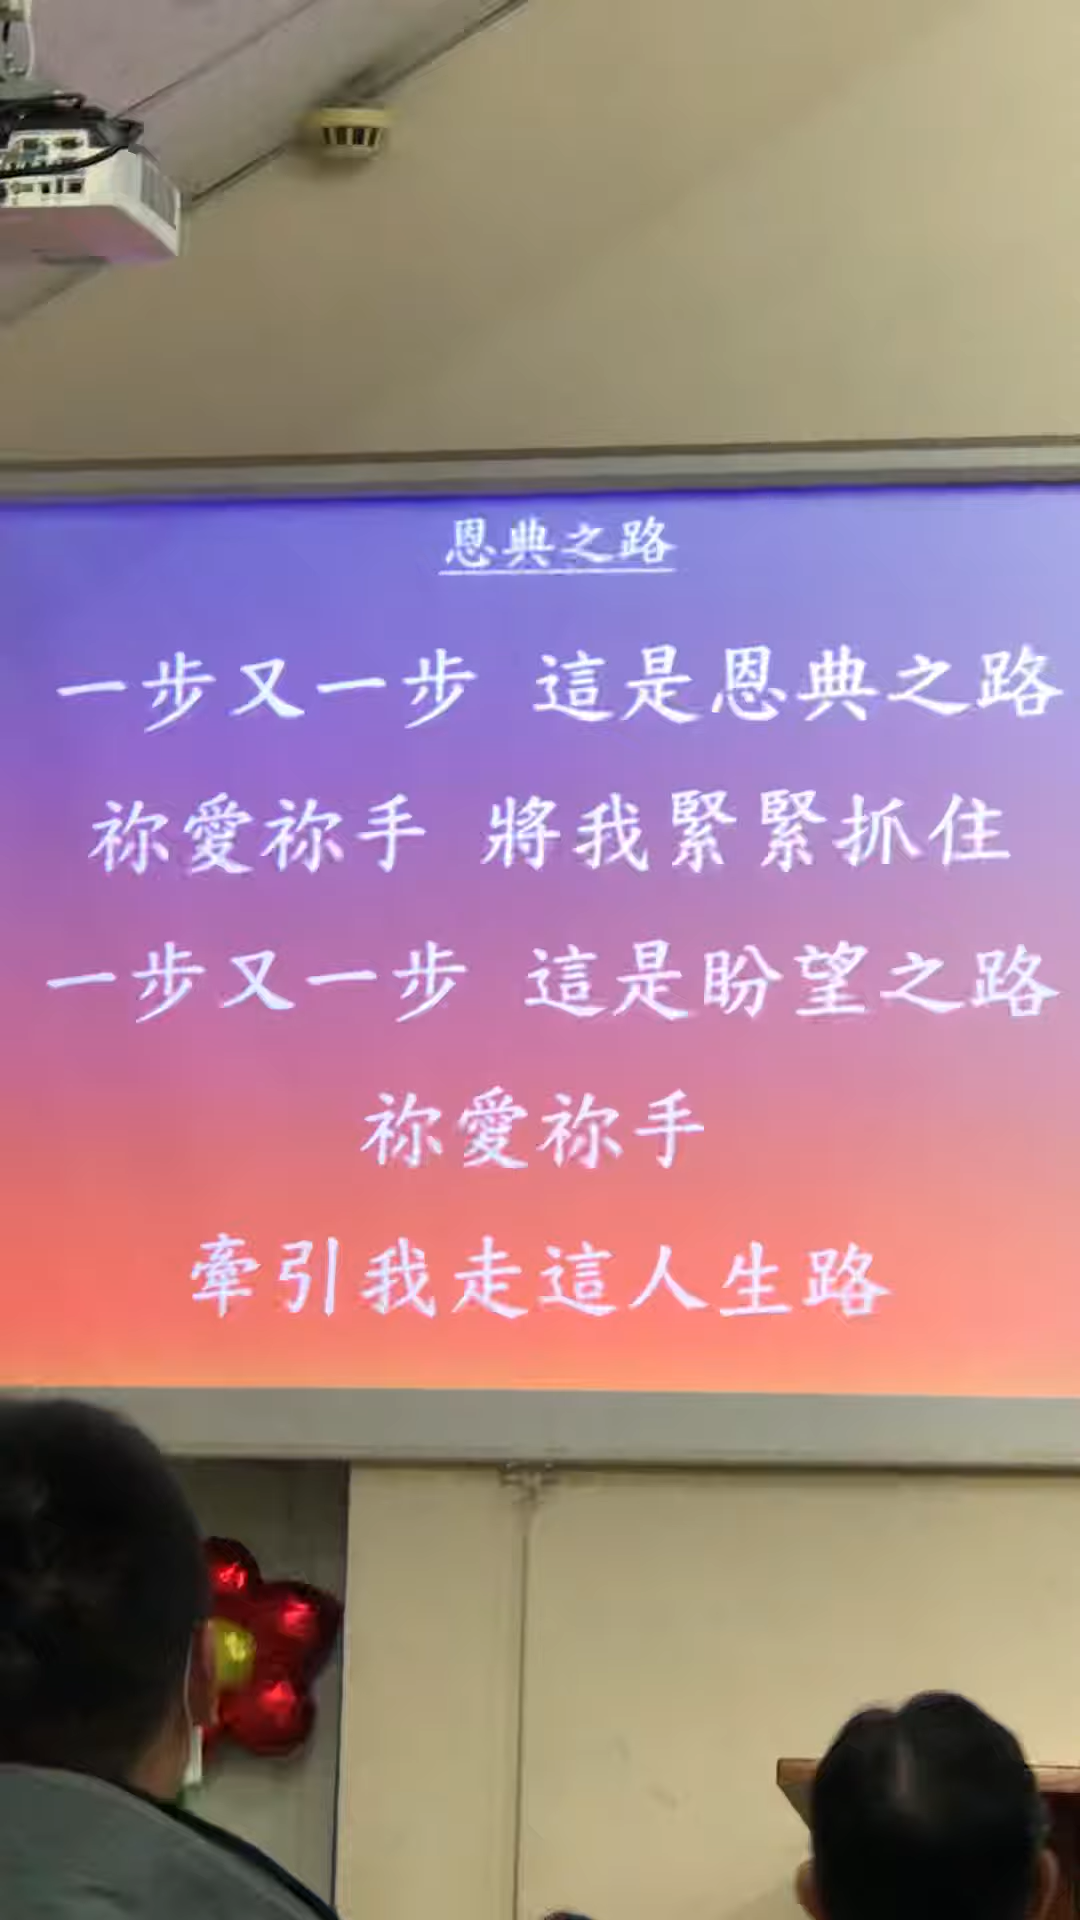 恩典之路
一步又一步 這是恩典之路
祢愛祢手 將我緊緊抓住
一步又一步 這是盼望之路
祢愛祢手
牽引我走這人生路